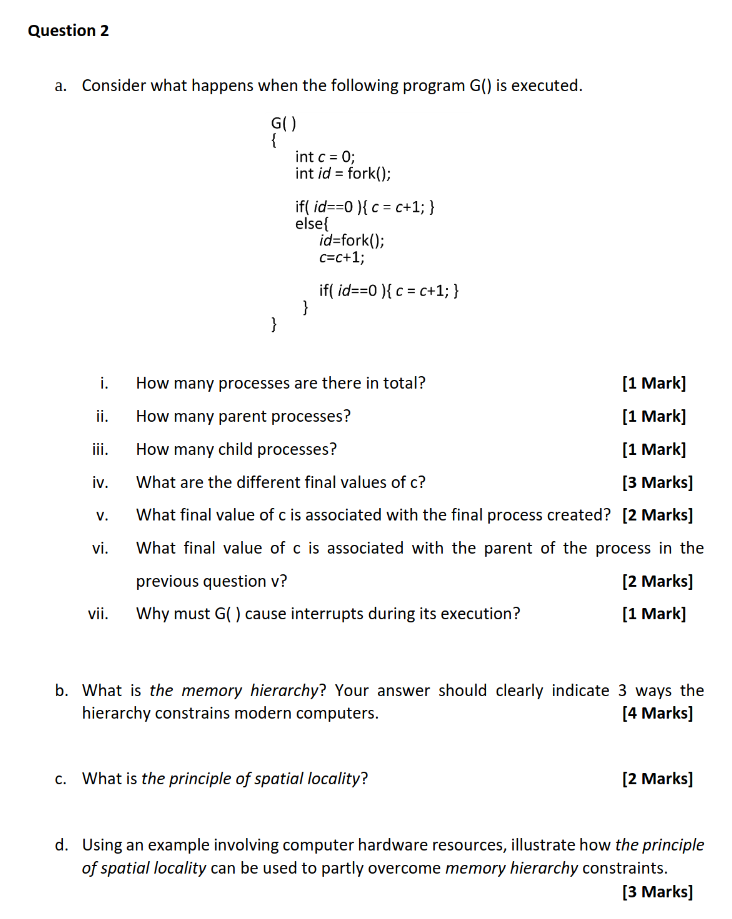 Question 2
a. Consider what happens when the following program G() is executed.
G( )
{
int c = 0;
int id = fork();
if( id==0 ){ c = c+1; }
else{
id=fork();
c=c+1;
if( id==0 ){ c = c+1; }
}
}
i. How many processes are there in total? [1 Mark]
ii. How many parent processes? [1 Mark]
iii. How many child processes? [1 Mark]
iv. What are the different final values of c? [3 Marks]
v. What final value of c is associated with the final process created? [2 Marks]
vi. What final value of c is associated with the parent of the process in the
previous question v? [2 Marks]
vii. Why must G( ) cause interrupts during its execution? [1 Mark]
b. What is the memory hierarchy? Your answer should clearly indicate 3 ways the
hierarchy constrains modern computers. [4 Marks]
c. What is the principle of spatial locality? [2 Marks]
d. Using an example involving computer hardware resources, illustrate how the principle
of spatial locality can be used to partly overcome memory hierarchy constraints.
[3 Marks]